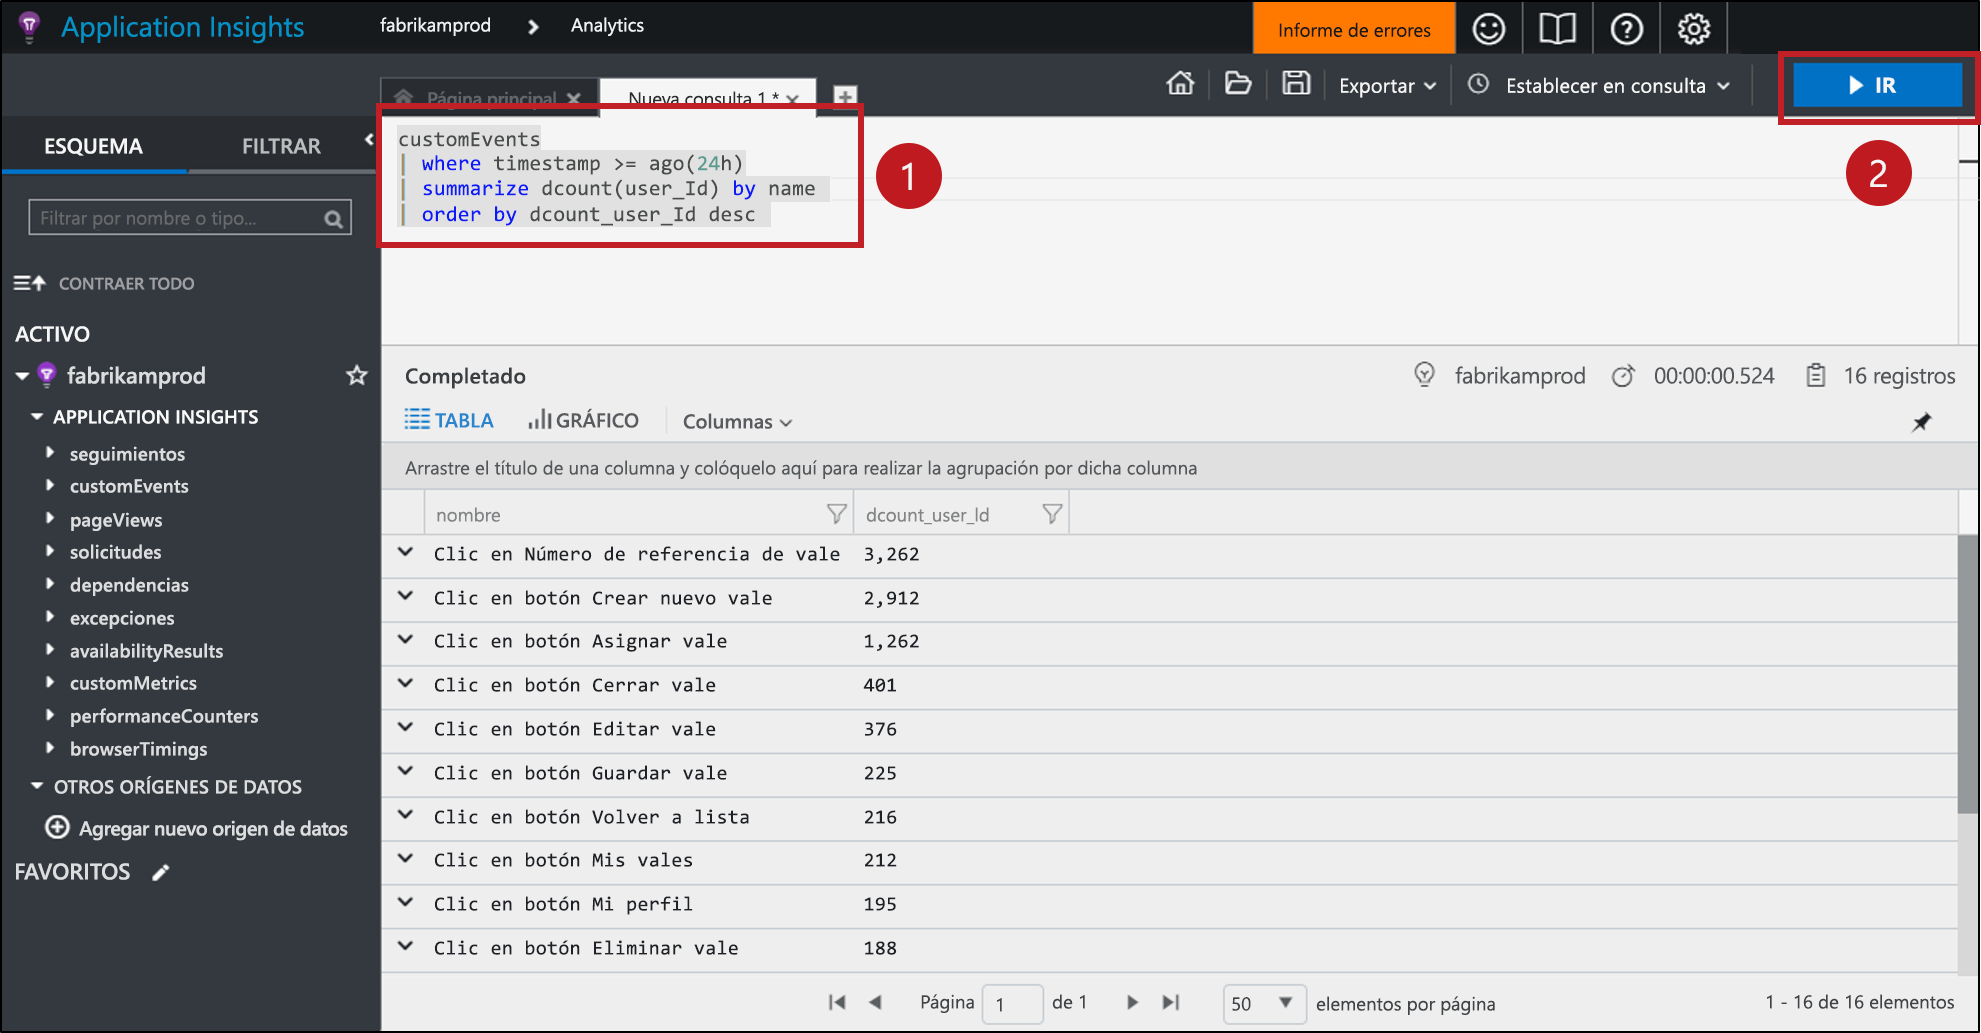 Application Insights
fabrikamprod
Analytics
Informe de errores
Página principal
Nueva consulta 1 *
Exportar
Establecer en consulta
IR
ESQUEMA
FILTRAR
Filtrar por nombre o tipo...
CONTRAER TODO
ACTIVO
fabrikamprod
APPLICATION INSIGHTS
seguimientos
customEvents
pageViews
solicitudes
dependencias
excepciones
availabilityResults
customMetrics
performanceCounters
browserTimings
OTROS ORÍGENES DE DATOS
Agregar nuevo origen de datos
FAVORITOS
customEvents
| where timestamp >= ago(24h)
| summarize dcount(user_Id) by name
| order by dcount_user_Id desc
1
2
Completado
fabrikamprod
00:00:00.524
16 registros
TABLA
GRÁFICO
Columnas
Arrastre el título de una columna y colóquelo aquí para realizar la agrupación por dicha columna
nombre dcount_user_Id
Clic en Número de referencia de vale 3,262
Clic en botón Crear nuevo vale 2,912
Clic en botón Asignar vale 1,262
Clic en botón Cerrar vale 401
Clic en botón Editar vale 376
Clic en botón Guardar vale 225
Clic en botón Volver a lista 216
Clic en botón Mis vales 212
Clic en botón Mi perfil 195
Clic en botón Eliminar vale 188
Página 1 de 1
50 elementos por página
1 - 16 de 16 elementos